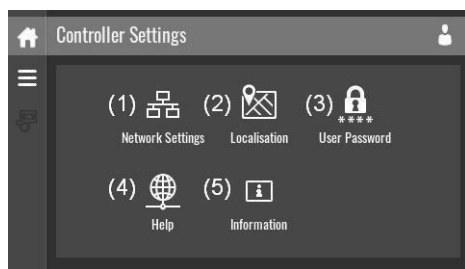 Controller Settings
(1) (2) (3)
****
Network Settings Localisation User Password
(4) (5) i
Help Information